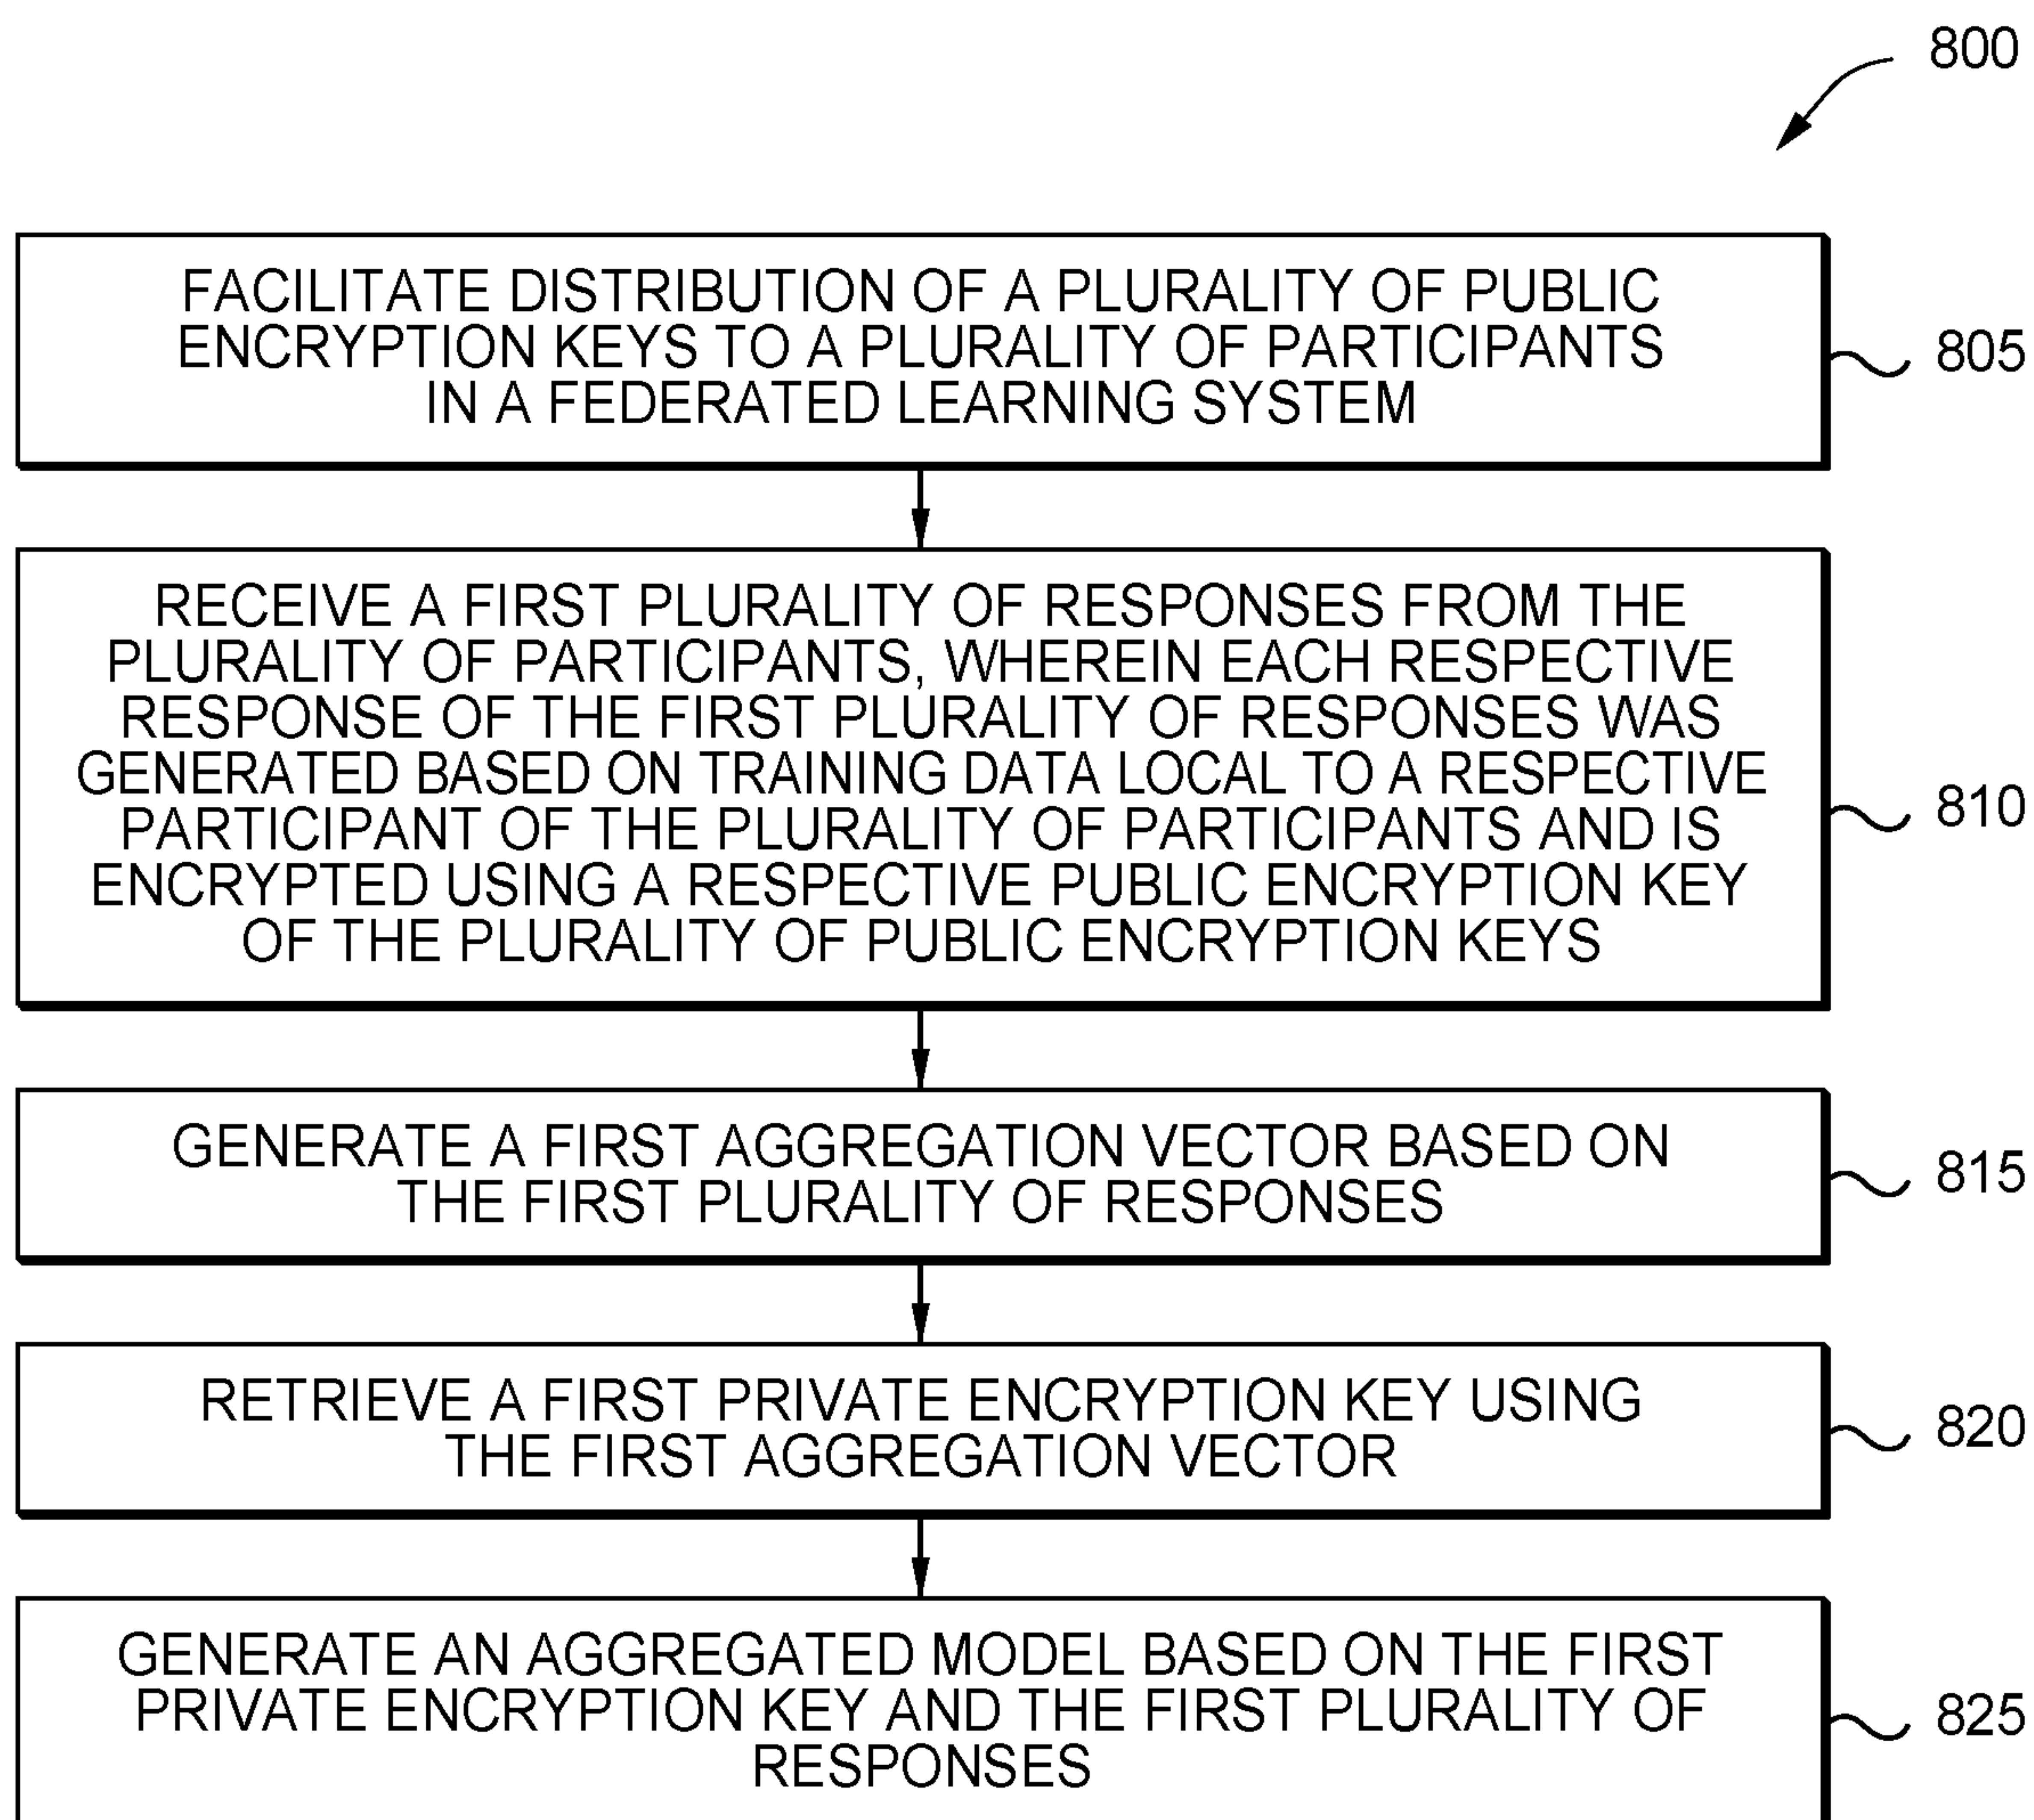 800
FACILITATE DISTRIBUTION OF A PLURALITY OF PUBLIC
ENCRYPTION KEYS TO A PLURALITY OF PARTICIPANTS
IN A FEDERATED LEARNING SYSTEM
805
RECEIVE A FIRST PLURALITY OF RESPONSES FROM THE
PLURALITY OF PARTICIPANTS, WHEREIN EACH RESPECTIVE
RESPONSE OF THE FIRST PLURALITY OF RESPONSES WAS
GENERATED BASED ON TRAINING DATA LOCAL TO A RESPECTIVE
PARTICIPANT OF THE PLURALITY OF PARTICIPANTS AND IS
ENCRYPTED USING A RESPECTIVE PUBLIC ENCRYPTION KEY
OF THE PLURALITY OF PUBLIC ENCRYPTION KEYS
810
GENERATE A FIRST AGGREGATION VECTOR BASED ON
THE FIRST PLURALITY OF RESPONSES
815
RETRIEVE A FIRST PRIVATE ENCRYPTION KEY USING
THE FIRST AGGREGATION VECTOR
820
GENERATE AN AGGREGATED MODEL BASED ON THE FIRST
PRIVATE ENCRYPTION KEY AND THE FIRST PLURALITY OF
RESPONSES
825